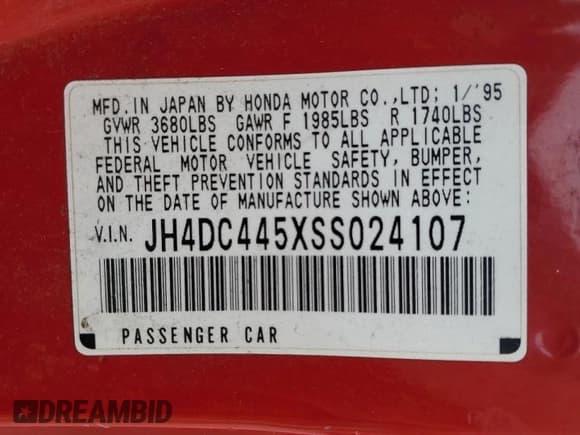 MFD. IN JAPAN BY HONDA MOTOR CO.,LTD; 1/'95
GVWR 3680LBS GAWR F 1985LBS R 1740LBS
THIS VEHICLE CONFORMS TO ALL APPLICABLE
FEDERAL MOTOR VEHICLE SAFETY, BUMPER,
AND THEFT PREVENTION STANDARDS IN EFFECT
ON THE DATE OF MANUFACTURE SHOWN ABOVE:
V.I.N. JH4DC445XSS024107
PASSENGER CAR
DREAMBID